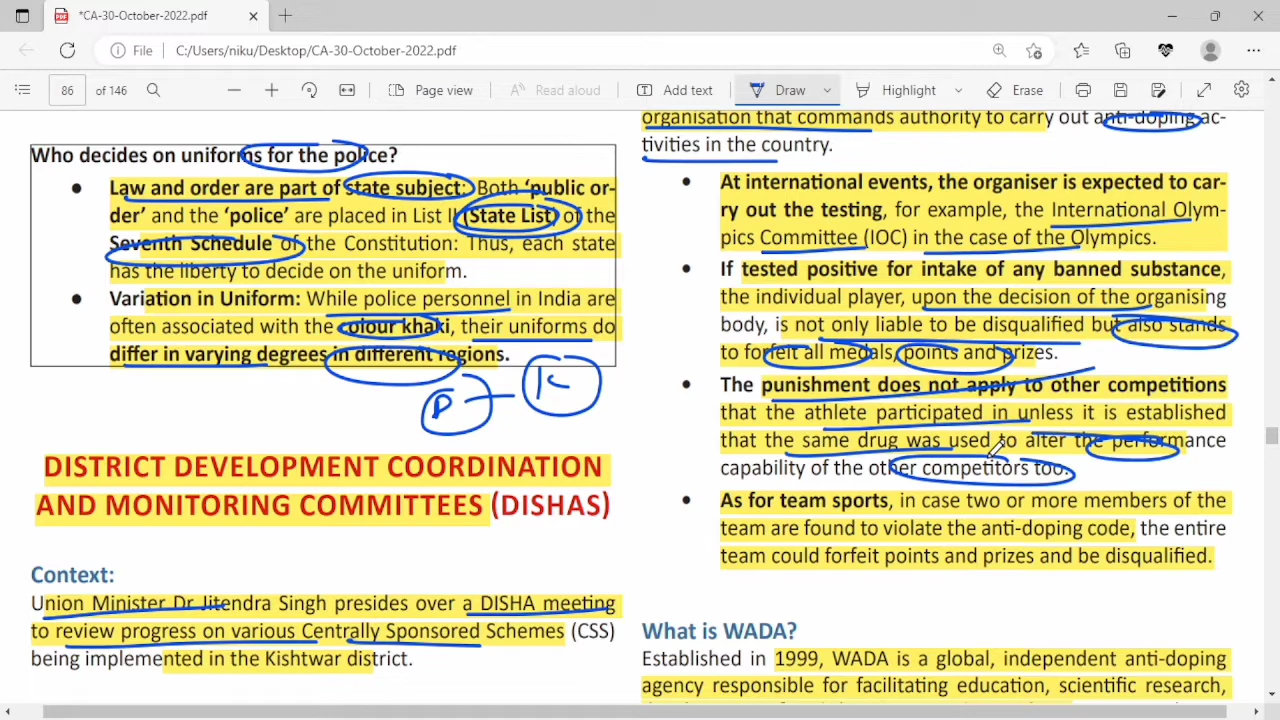 *CA-30-October-2022.pdf
File C:/Users/niku/Desktop/CA-30-October-2022.pdf
86 of 146 Page view Read aloud Add text Draw Highlight Erase
Who decides on uniforms for the police?
• Law and order are part of state subject: Both ‘public or-
der’ and the ‘police’ are placed in List II (State List) of the
Seventh Schedule of the Constitution: Thus, each state
has the liberty to decide on the uniform.
• Variation in Uniform: While police personnel in India are
often associated with the colour khaki, their uniforms do
differ in varying degrees in different regions.
P K
DISTRICT DEVELOPMENT COORDINATION
AND MONITORING COMMITTEES (DISHAS)
Context:
Union Minister Dr Jitendra Singh presides over a DISHA meeting
to review progress on various Centrally Sponsored Schemes (CSS)
being implemented in the Kishtwar district.
organisation that commands authority to carry out anti-doping ac-
tivities in the country.
• At international events, the organiser is expected to car-
ry out the testing, for example, the International Olym-
pics Committee (IOC) in the case of the Olympics.
• If tested positive for intake of any banned substance,
the individual player, upon the decision of the organising
body, is not only liable to be disqualified but also stands
to forfeit all medals, points and prizes.
• The punishment does not apply to other competitions
that the athlete participated in unless it is established
that the same drug was used to alter the performance
capability of the other competitors too.
• As for team sports, in case two or more members of the
team are found to violate the anti-doping code, the entire
team could forfeit points and prizes and be disqualified.
What is WADA?
Established in 1999, WADA is a global, independent anti-doping
agency responsible for facilitating education, scientific research,